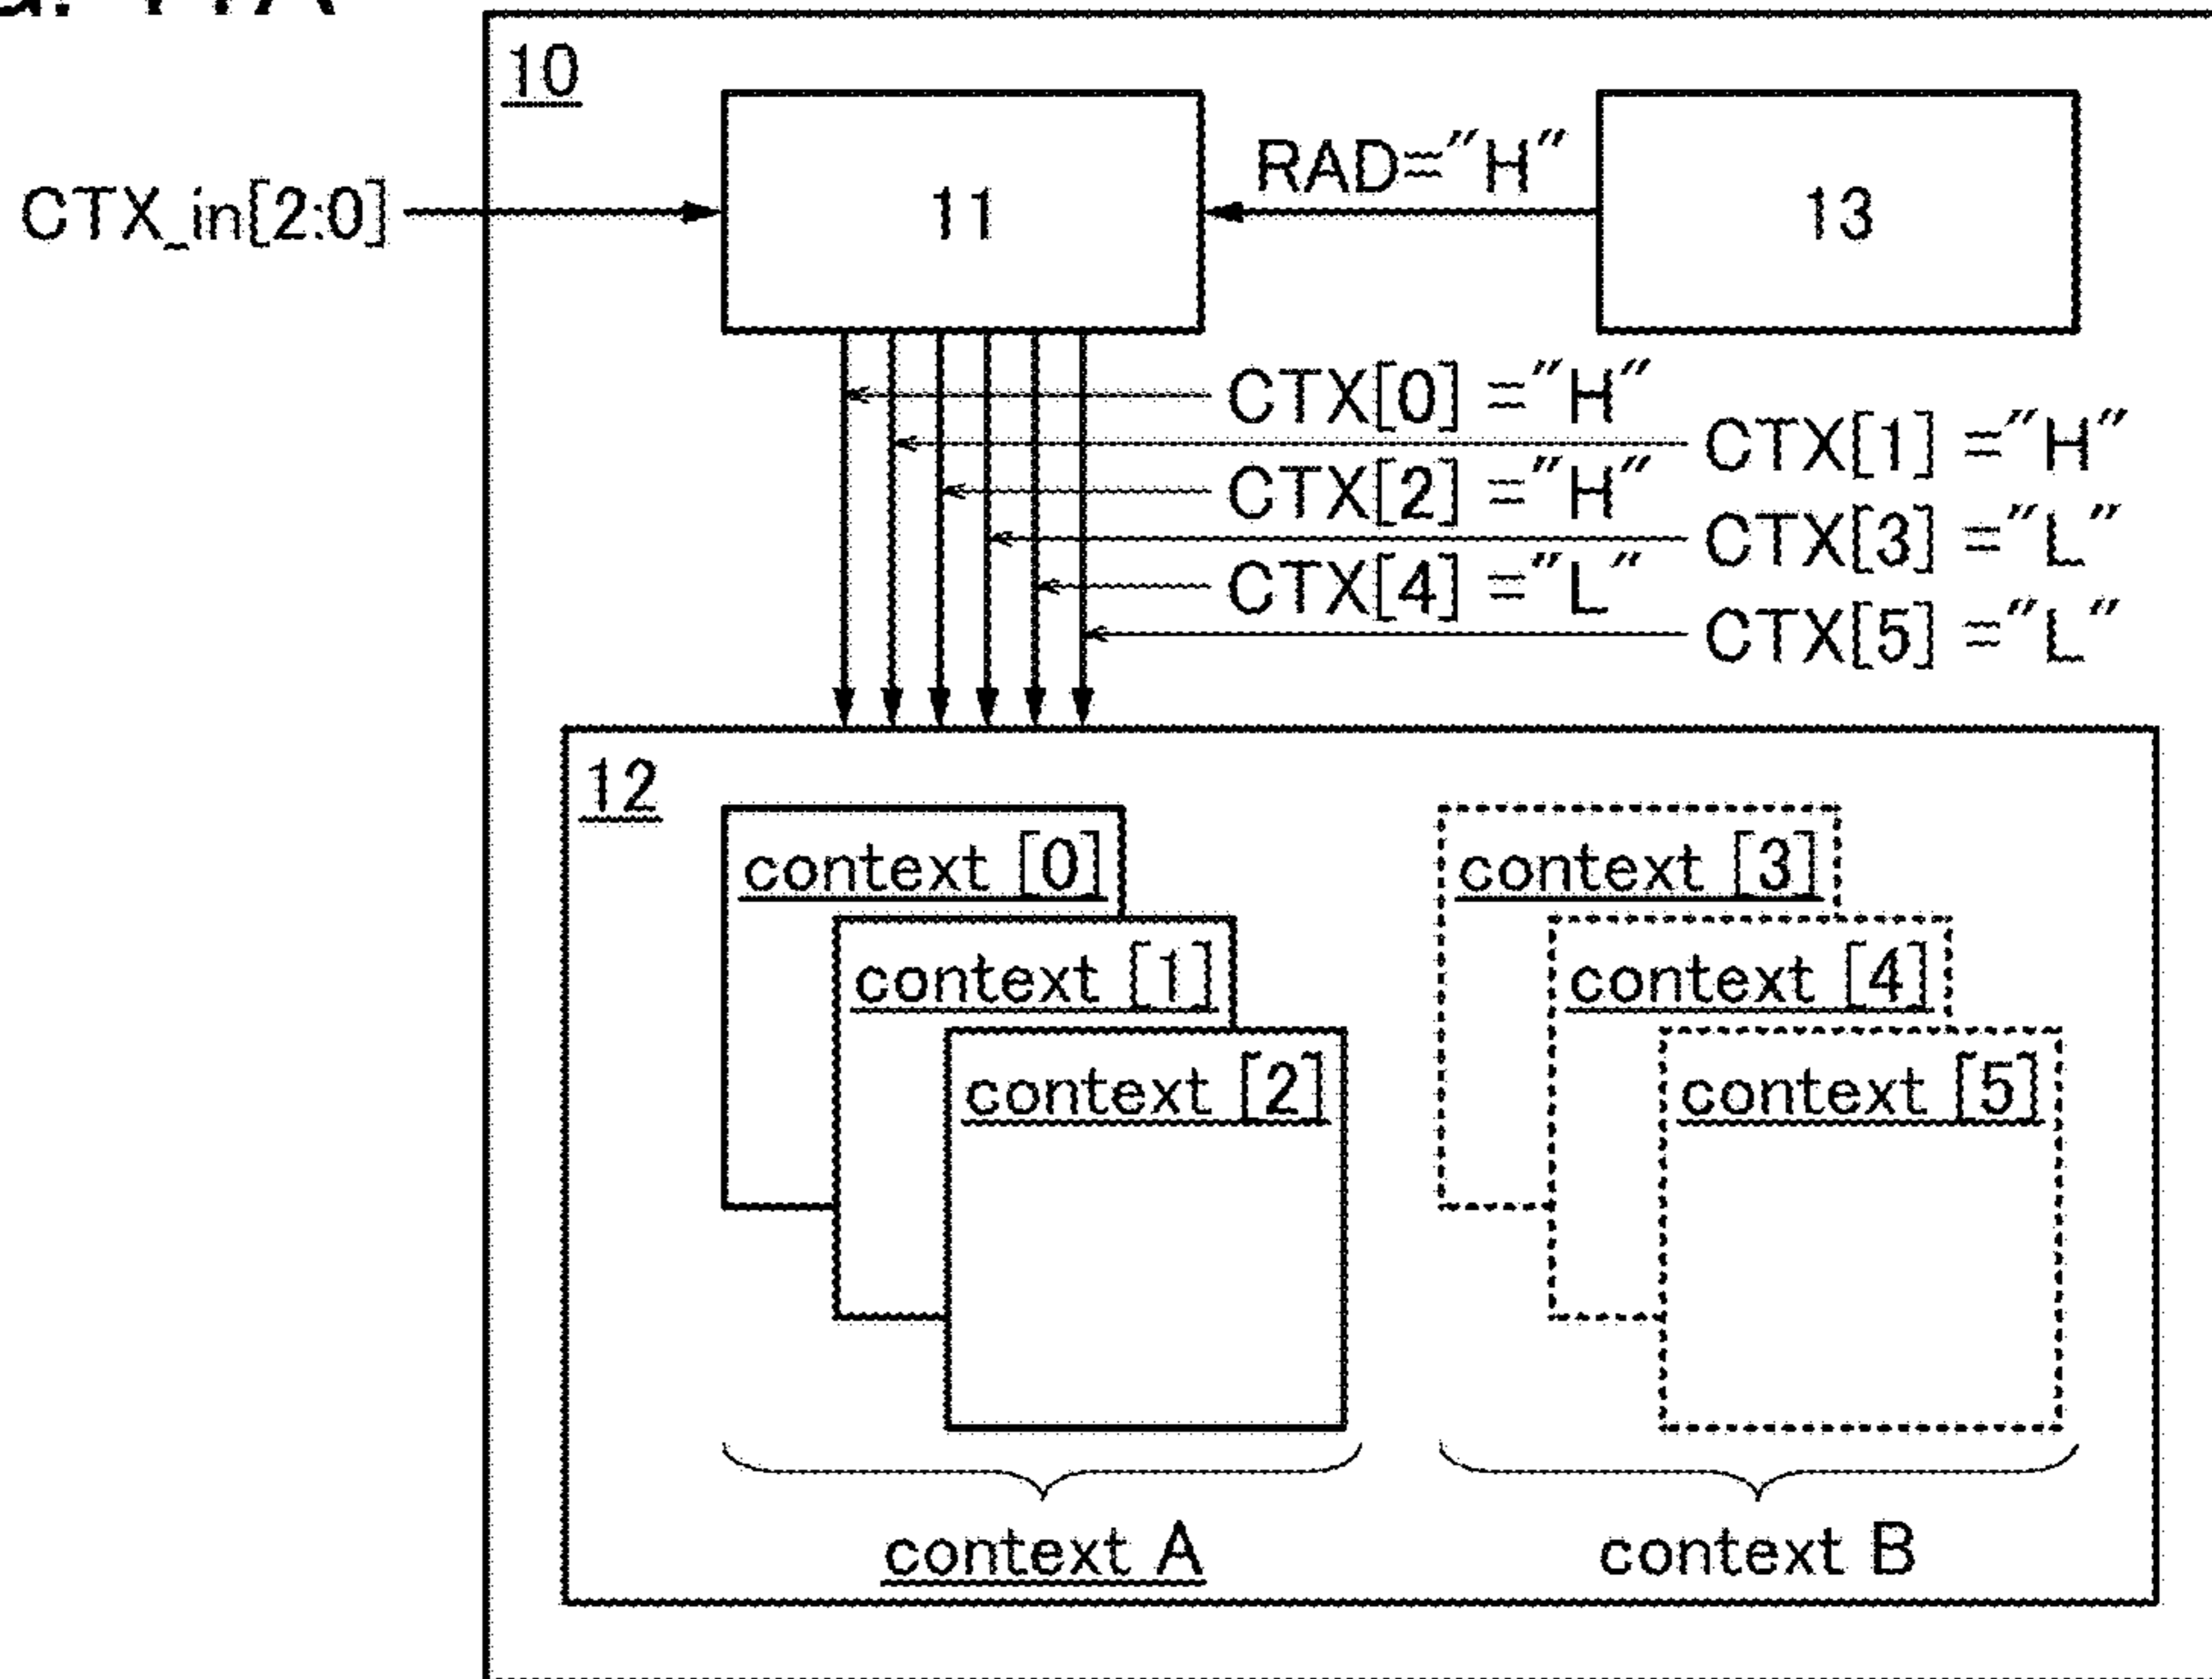 10
CTX_in[2:0]
11
RAD="H"
13
CTX[0] ="H"
CTX[1] ="H"
CTX[2] ="H"
CTX[3] ="L"
CTX[4] ="L"
CTX[5] ="L"
12
context [0]
context [3]
context [1]
context [4]
context [2]
context [5]
context A
context B